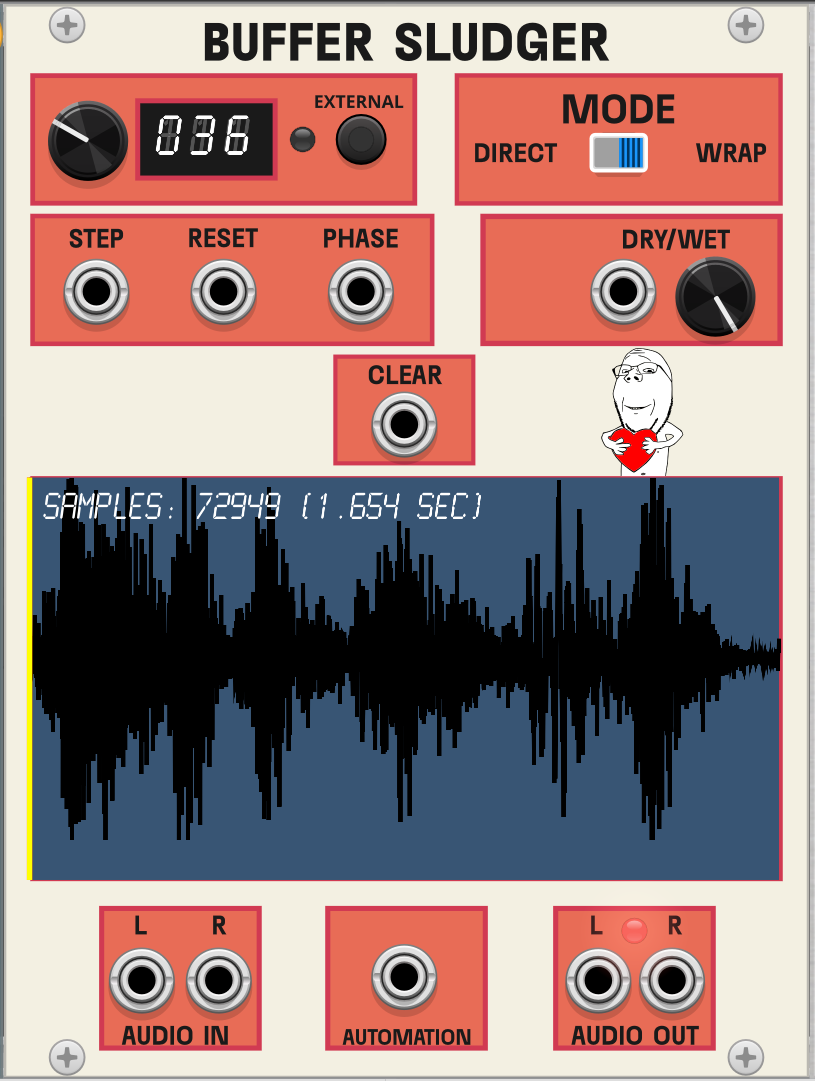 BUFFER SLUDGER
EXTERNAL
036
MODE
DIRECT WRAP
STEP RESET PHASE
DRY/WET
CLEAR
SAMPLES: 72949 (1.654 SEC)
L R
AUDIO IN
AUTOMATION
L R
AUDIO OUT